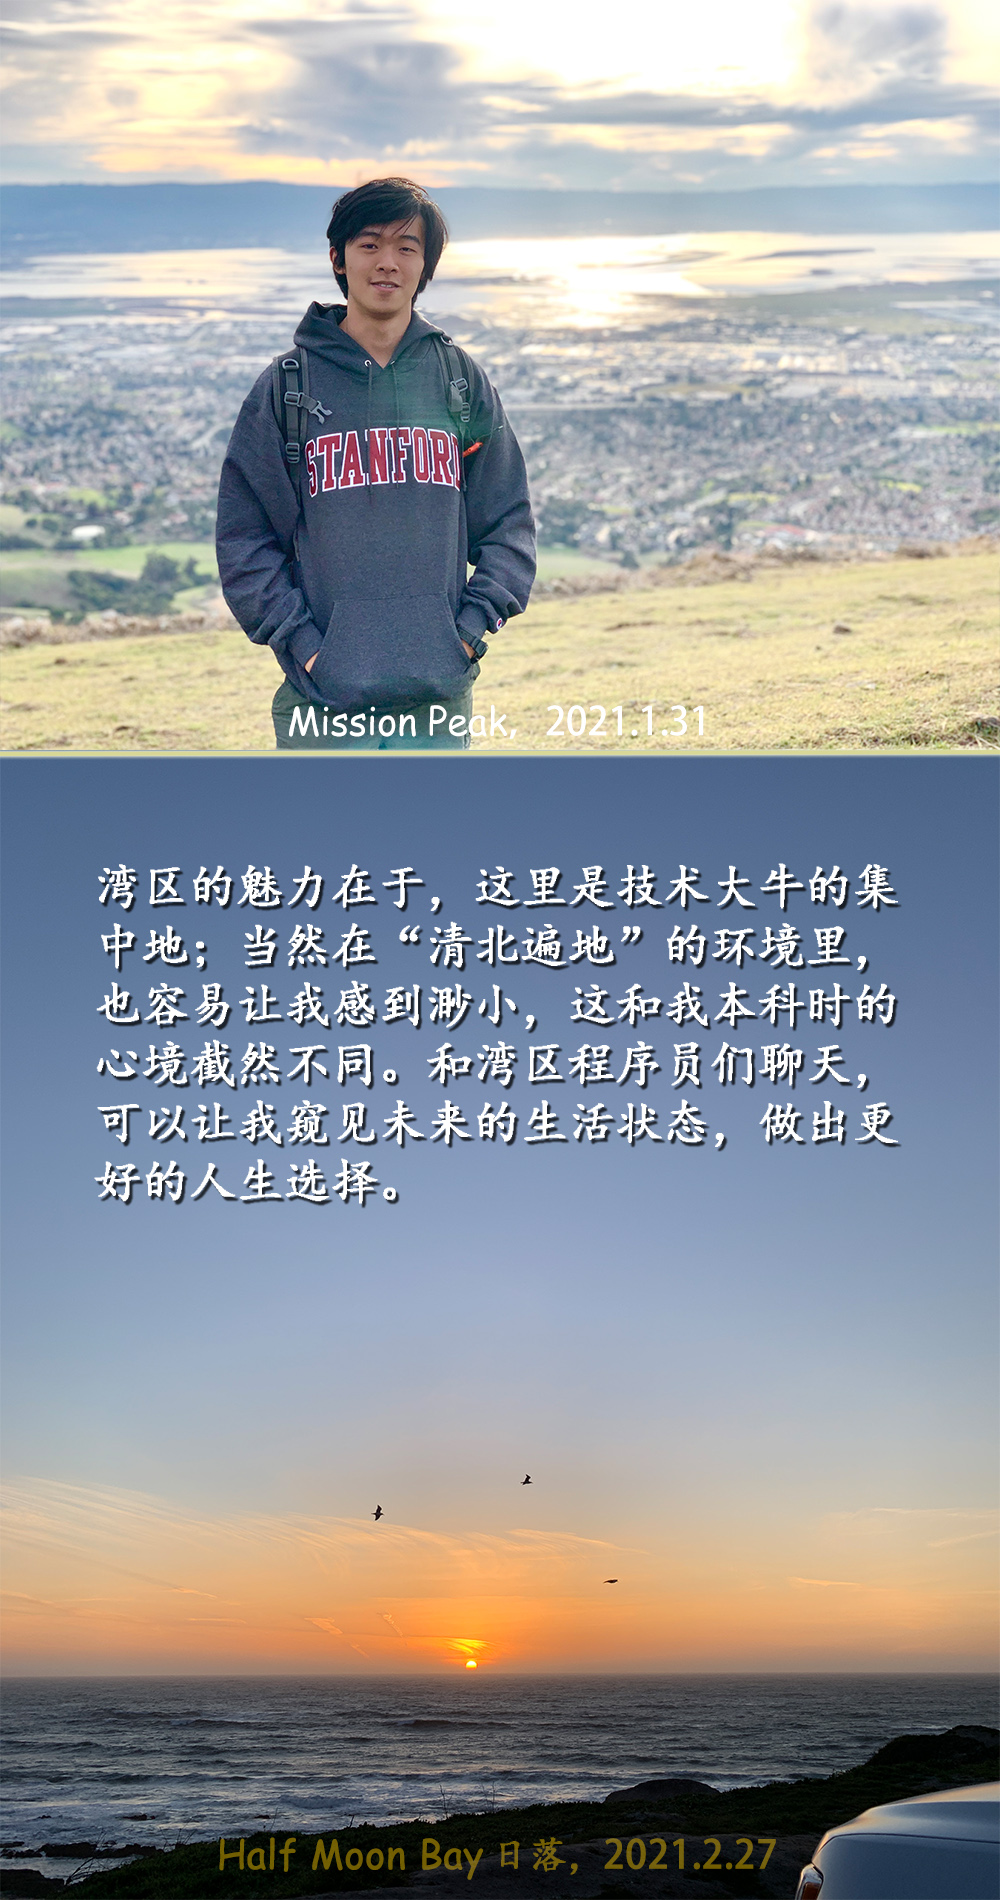 STANFORD
Mission Peak, 2021.1.31
湾区的魅力在于，这里是技术大牛的集
中地；当然在“清北遍地”的环境里，
也容易让我感到渺小，这和我本科时的
心境截然不同。和湾区程序员们聊天，
可以让我窥见未来的生活状态，做出更
好的人生选择。
Half Moon Bay 日落，2021.2.27